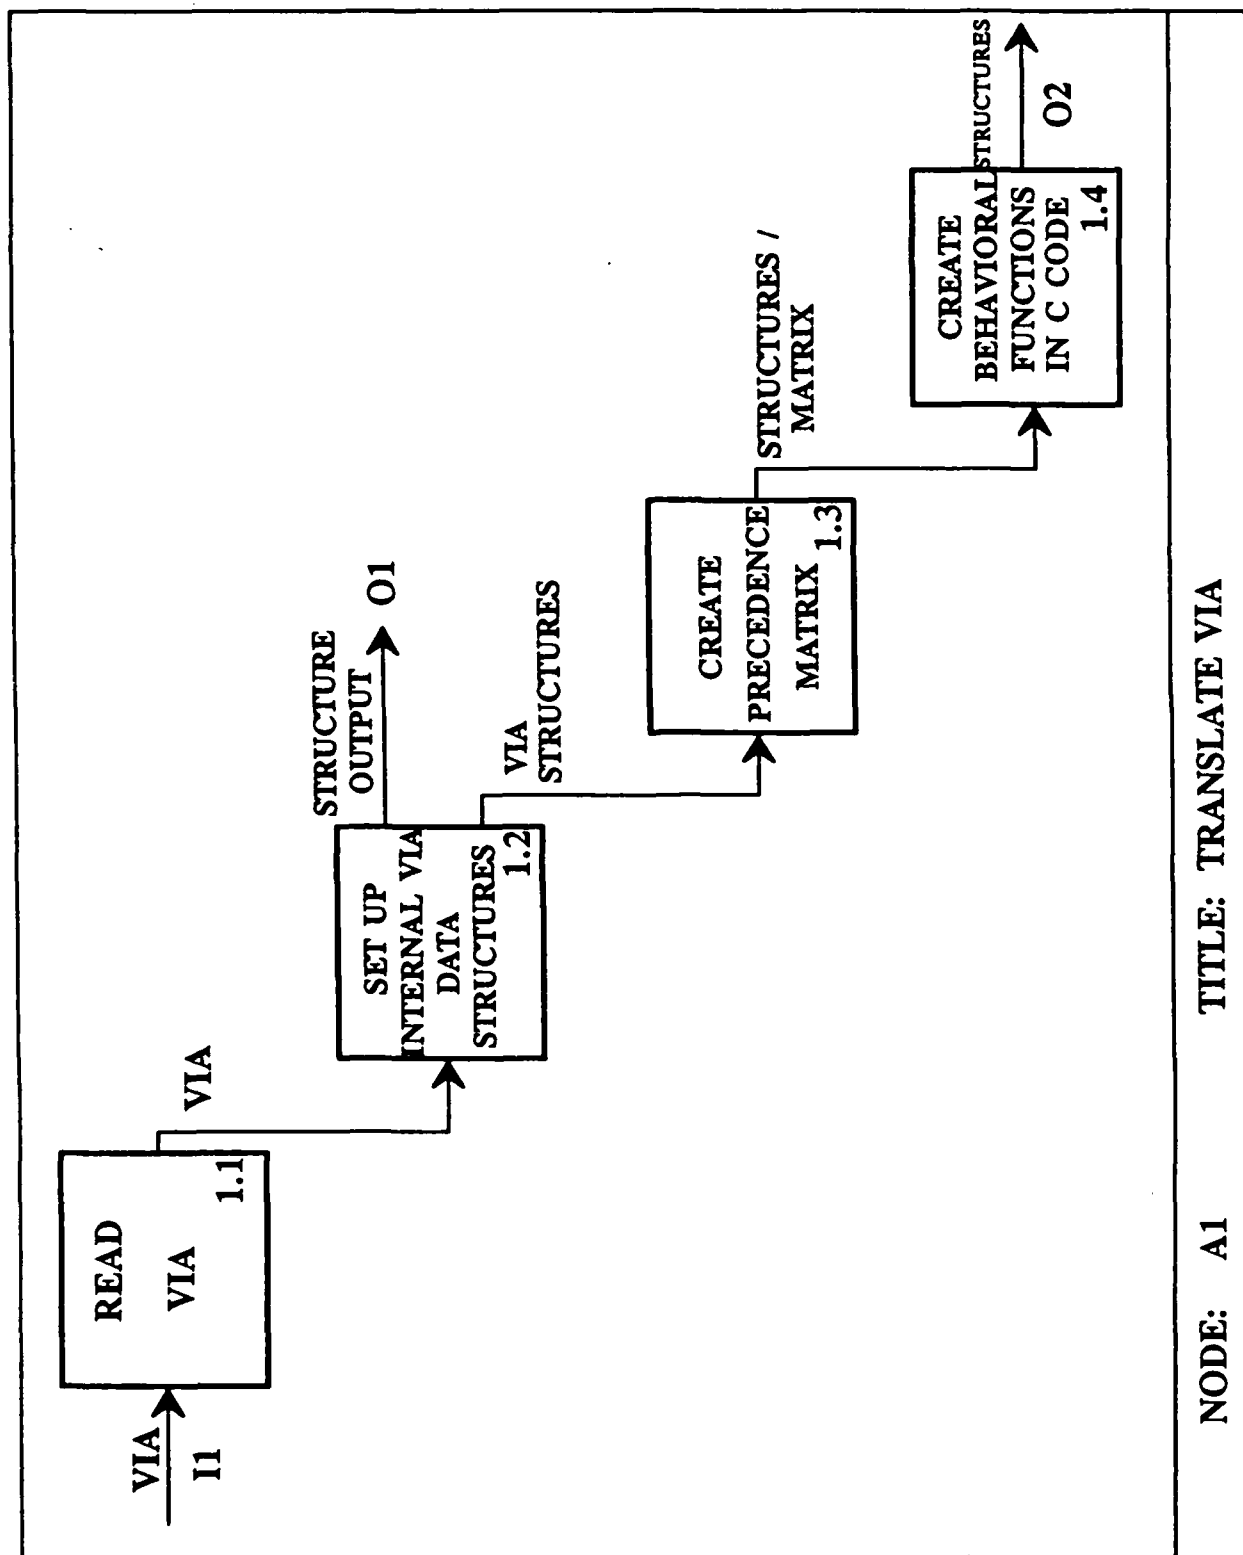 VIA
I1
READ
VIA
1.1
VIA
SET UP
INTERNAL VIA
DATA
STRUCTURES
1.2
STRUCTURE
OUTPUT
O1
VIA
STRUCTURES
CREATE
PRECEDENCE
MATRIX
1.3
STRUCTURES /
MATRIX
CREATE
BEHAVIORAL
FUNCTIONS
IN C CODE
1.4
STRUCTURES
O2
NODE: A1 TITLE: TRANSLATE VIA